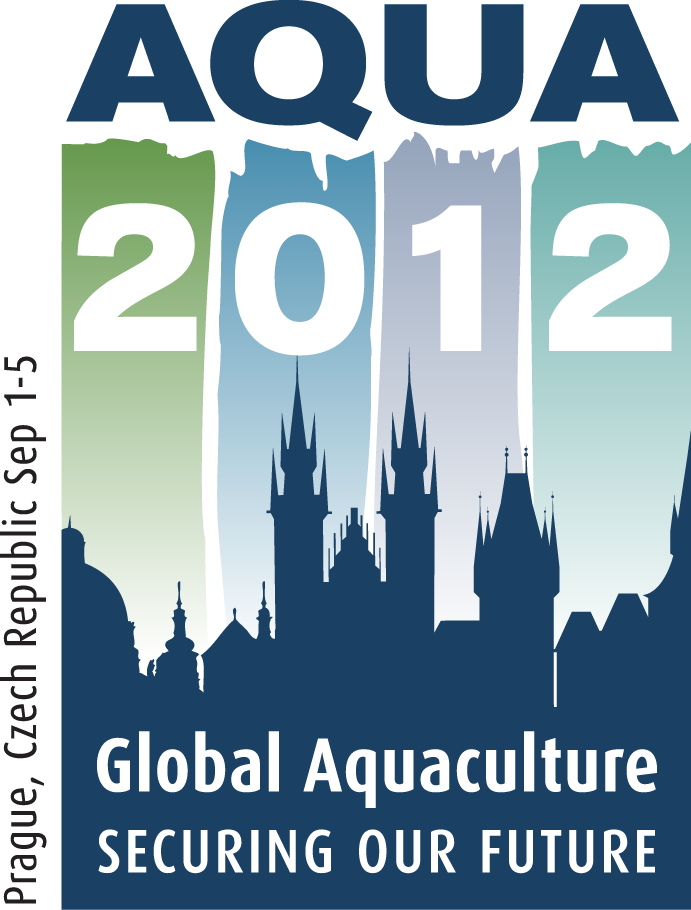 AQUA
2012
Prague, Czech Republic Sep 1-5
Global Aquaculture
SECURING OUR FUTURE